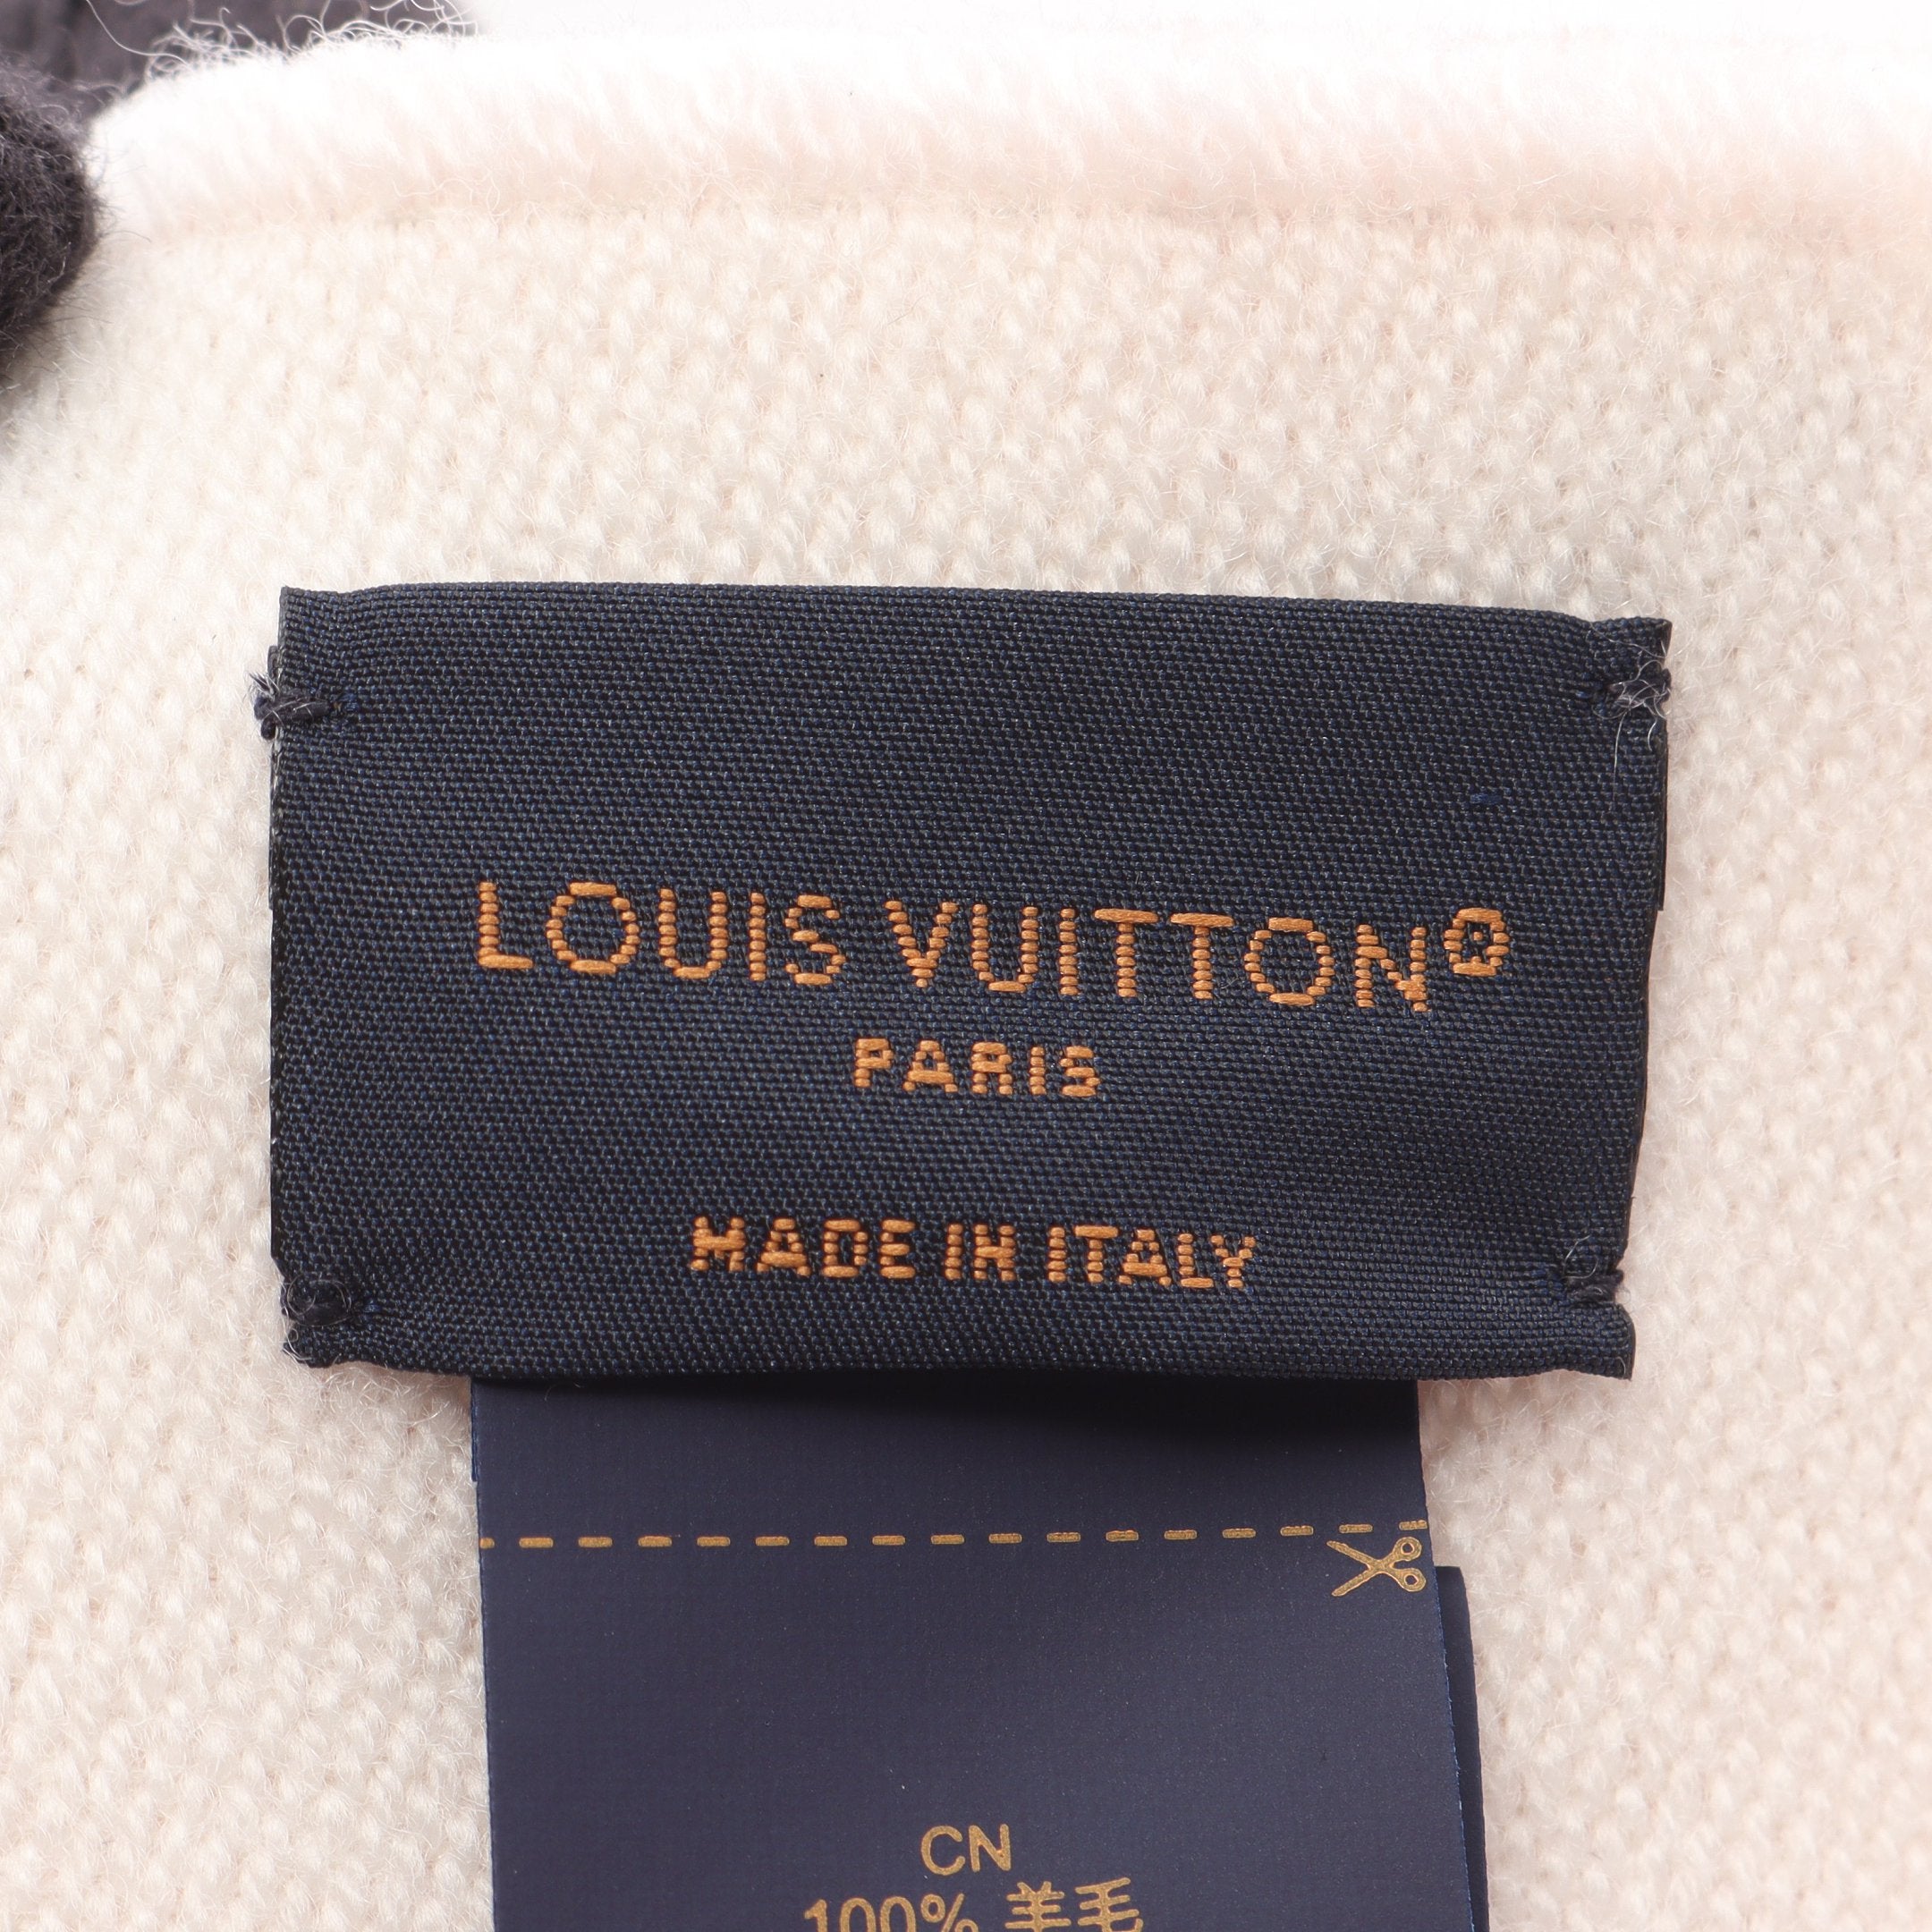 LOUIS VUITTON®
PARIS
MADE IN ITALY
CN
100% 羊毛